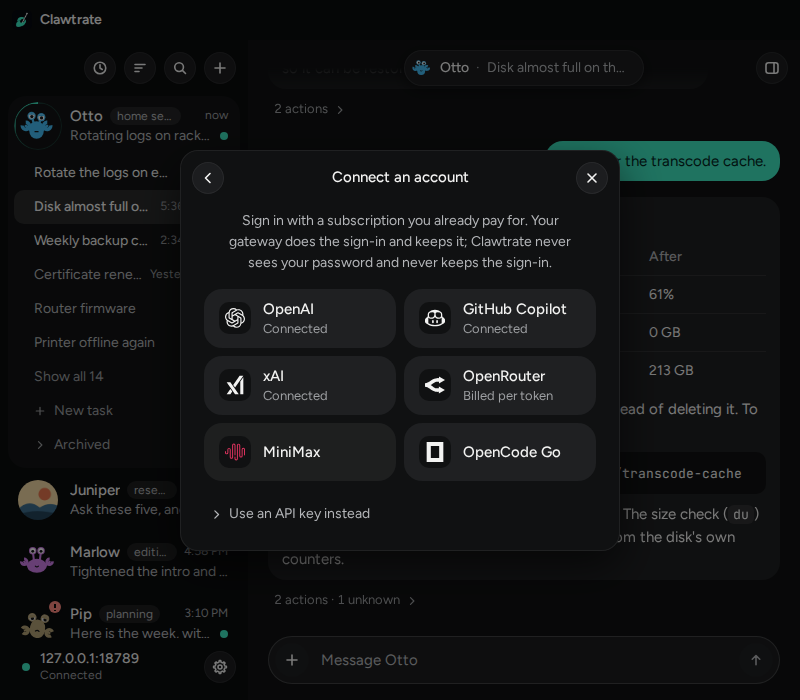 Clawtrate
Otto · Disk almost full on th...
Otto home se... now
Rotating logs on rack...
Rotate the logs on e...
Disk almost full o... 5:36
Weekly backup c... 2:34
Certificate rene... Yeste
Router firmware
Printer offline again
Show all 14
+ New task
Archived
Juniper rese...
Ask these five, an
Marlow editi... 4:58 PM
Tightened the intro and ...
Pip planning 3:10 PM
Here is the week. wit...
127.0.0.1:18789
Connected
2 actions
the transcode cache.
After
61%
0 GB
213 GB
ead of deleting it. To
/transcode-cache
The size check ( du )
om the disk's own
counters.
2 actions · 1 unknown
Message Otto
Connect an account
Sign in with a subscription you already pay for. Your
gateway does the sign-in and keeps it; Clawtrate never
sees your password and never keeps the sign-in.
OpenAI
Connected
GitHub Copilot
Connected
xAI
Connected
OpenRouter
Billed per token
MiniMax
OpenCode Go
Use an API key instead